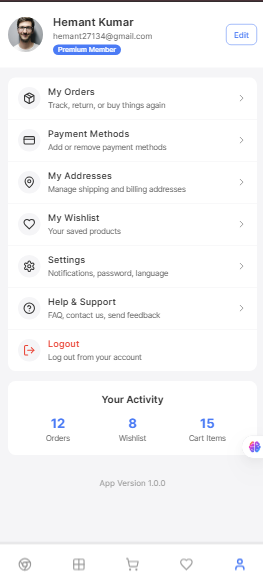 Hemant Kumar
hemant27134@gmail.com
Premium Member
Edit
My Orders
Track, return, or buy things again
Payment Methods
Add or remove payment methods
My Addresses
Manage shipping and billing addresses
My Wishlist
Your saved products
Settings
Notifications, password, language
Help & Support
FAQ, contact us, send feedback
Logout
Log out from your account
Your Activity
12 8 15
Orders Wishlist Cart Items
App Version 1.0.0